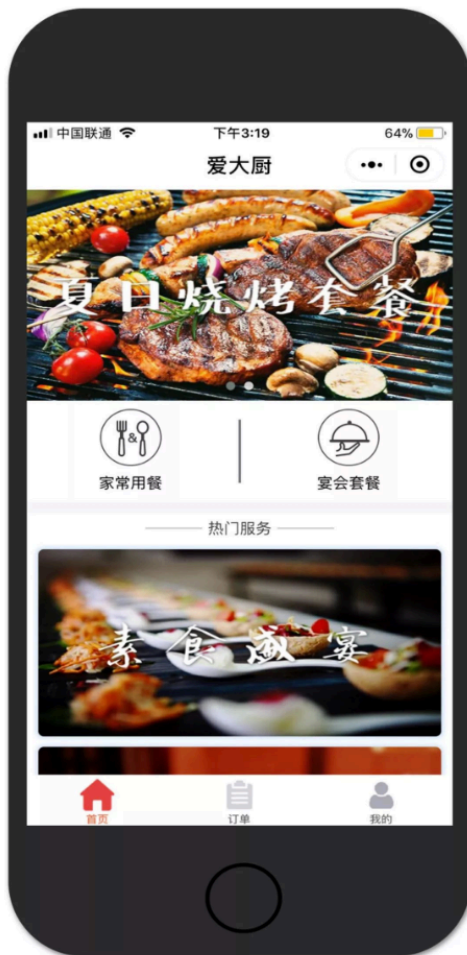 中国联通 下午3:19 64%
爱大厨
夏日烧烤套餐
&
家常用餐 宴会套餐
热门服务
素食盛宴
首页 订单 我的